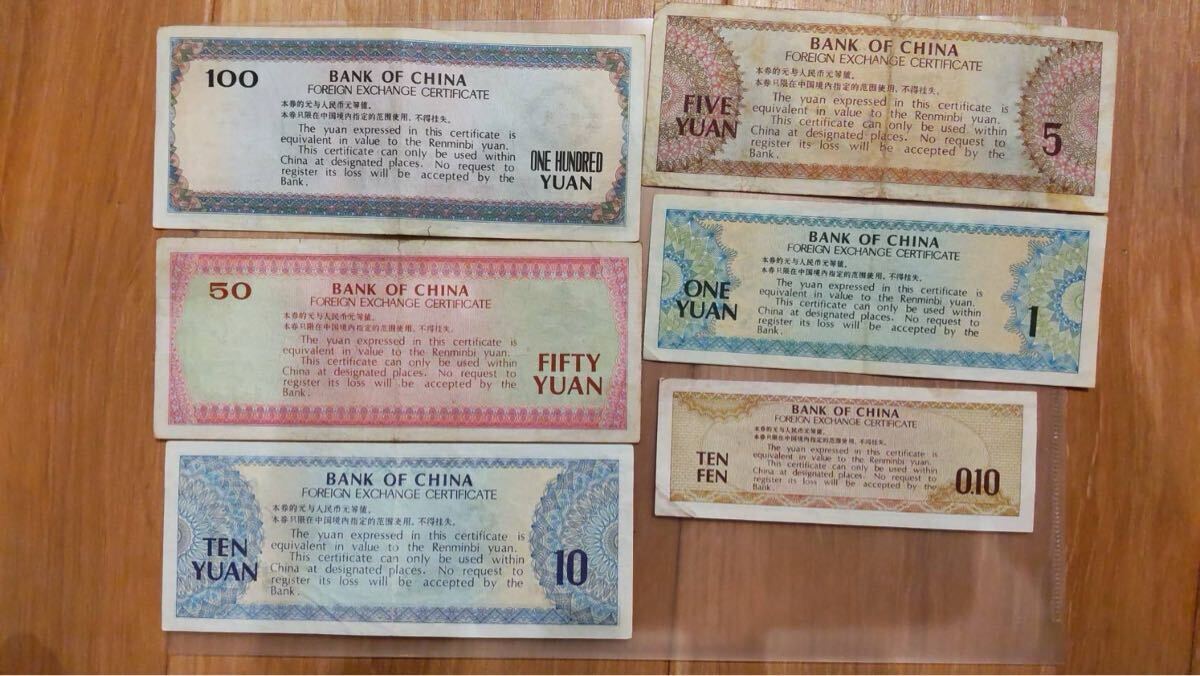 100
BANK OF CHINA
FOREIGN EXCHANGE CERTIFICATE
本券的元与人民币元等值。
本券只限在中国境内指定的范围使用，不得挂失。
The yuan expressed in this certificate is
equivalent in value to the Renminbi yuan.
This certificate can only be used within
China at designated places. No request to
register its loss will be accepted by the
Bank.
ONE HUNDRED
YUAN
50
BANK OF CHINA
FOREIGN EXCHANGE CERTIFICATE
本券的元与人民币元等值。
本券只限在中国境内指定的范围使用，不得挂失。
The yuan expressed in this certificate is
equivalent in value to the Renminbi yuan.
This certificate can only be used within
China at designated places. No request to
register its loss will be accepted by the
Bank.
FIFTY
YUAN
BANK OF CHINA
FOREIGN EXCHANGE CERTIFICATE
本券的元与人民币元等值。
本券只限在中国境内指定的范围使用，不得挂失。
The yuan expressed in this certificate is
equivalent in value to the Renminbi yuan.
This certificate can only be used within
China at designated places. No request to
register its loss will be accepted by the
Bank.
TEN
YUAN
10
BANK OF CHINA
FOREIGN EXCHANGE CERTIFICATE
本券的元与人民币元等值。
本券只限在中国境内指定的范围使用，不得挂失。
The yuan expressed in this certificate is
equivalent in value to the Renminbi yuan.
This certificate can only be used within
China at designated places. No request to
register its loss will be accepted by the
Bank.
FIVE
YUAN
5
BANK OF CHINA
FOREIGN EXCHANGE CERTIFICATE
本券的元与人民币元等值。
本券只限在中国境内指定的范围使用，不得挂失。
The yuan expressed in this certificate is
equivalent in value to the Renminbi yuan.
This certificate can only be used within
China at designated places. No request to
register its loss will be accepted by the
Bank.
ONE
YUAN
1
BANK OF CHINA
FOREIGN EXCHANGE CERTIFICATE
本券的元与人民币元等值。
本券只限在中国境内指定的范围使用，不得挂失。
The yuan expressed in this certificate is
equivalent in value to the Renminbi yuan.
This certificate can only be used within
China at designated places. No request to
register its loss will be accepted by the
Bank
TEN
FEN
0.10